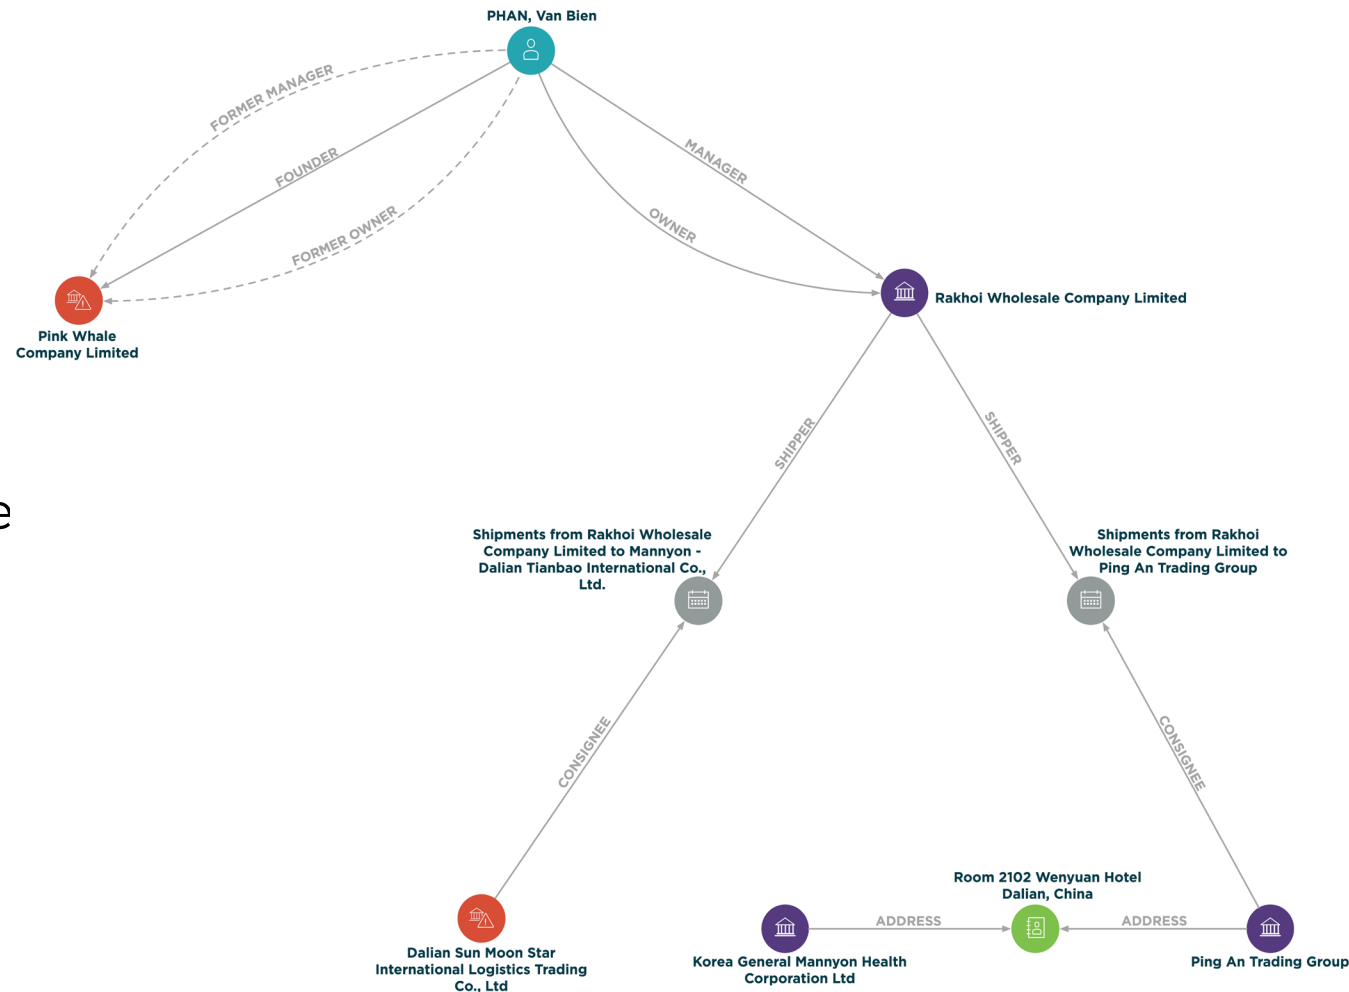 PHAN, Van Bien
FORMER MANAGER
FOUNDER
FORMER OWNER
MANAGER
OWNER
Pink Whale
Company Limited
Rakhoi Wholesale Company Limited
SHIPPER
SHIPPER
e
Shipments from Rakhoi Wholesale
Company Limited to Mannyon -
Dalian Tianbao International Co.,
Ltd.
Shipments from Rakhoi
Wholesale Company Limited to
Ping An Trading Group
CONSIGNEE
CONSIGNEE
Dalian Sun Moon Star
International Logistics Trading
Co., Ltd
Room 2102 Wenyuan Hotel
Dalian, China
ADDRESS
ADDRESS
Korea General Mannyon Health
Corporation Ltd
Ping An Trading Group